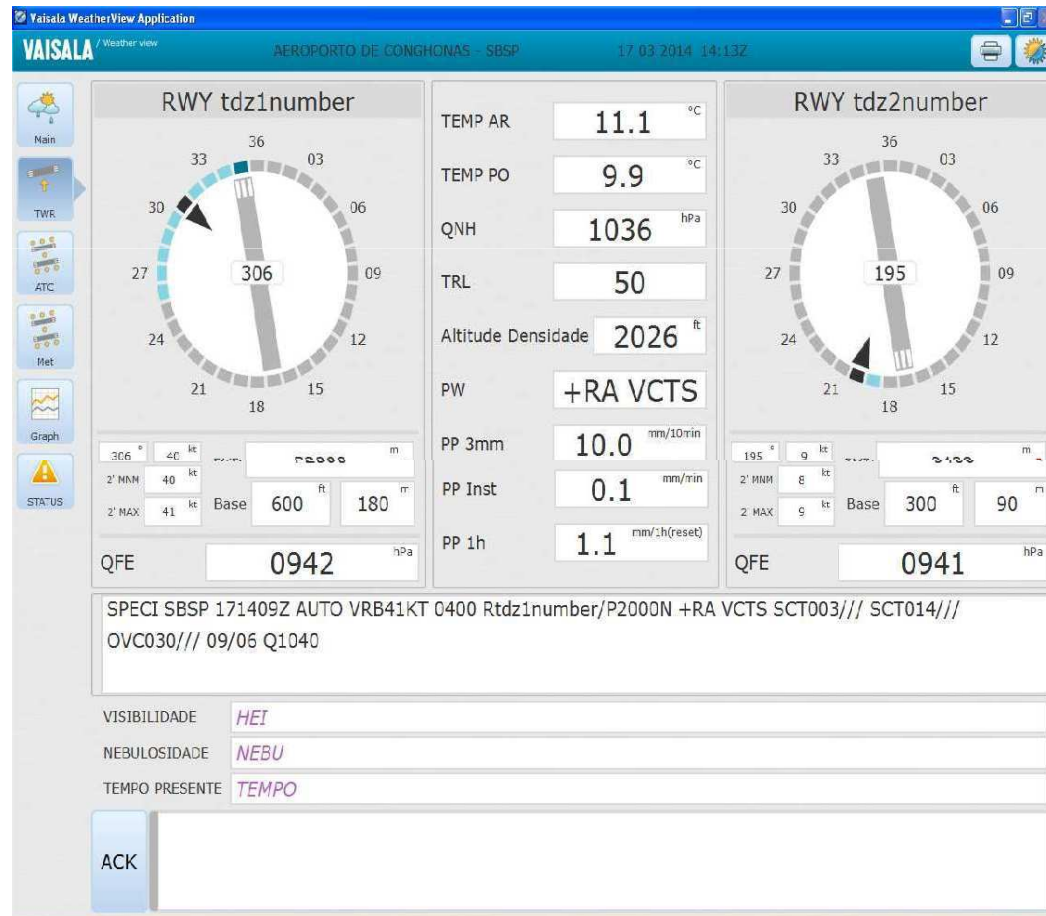 Vaisala WeatherView Application
VAISALA / Weather view AEROPORTO DE CONGHONAS - SBSP 17 03 2014 14:13Z
Main
TWR
ATC
Met
Graph
STATUS
RWY tdz1number
36
33 03
30 06
27 306 09
24 12
21 15
18
306 ° 40 kt m
2' MNM 40 kt
2' MAX 41 kt Base 600 ft 180 m
QFE 0942 hPa
TEMP AR 11.1 °C
TEMP PO 9.9 °C
QNH 1036 hPa
TRL 50
Altitude Densidade 2026 ft
PW +RA VCTS
PP 3mm 10.0 mm/10min
PP Inst 0.1 mm/min
PP 1h 1.1 mm/1h(reset)
RWY tdz2number
36
33 03
30 06
27 195 09
24 12
21 15
18
195 ° 9 kt m
2' MNM 8 kt
2 MAX 9 kt Base 300 ft 90 m
QFE 0941 hPa
SPECI SBSP 171409Z AUTO VRB41KT 0400 Rtdz1number/P2000N +RA VCTS SCT003/// SCT014///
OVC030/// 09/06 Q1040
VISIBILIDADE HEI
NEBULOSIDADE NEBU
TEMPO PRESENTE TEMPO
ACK